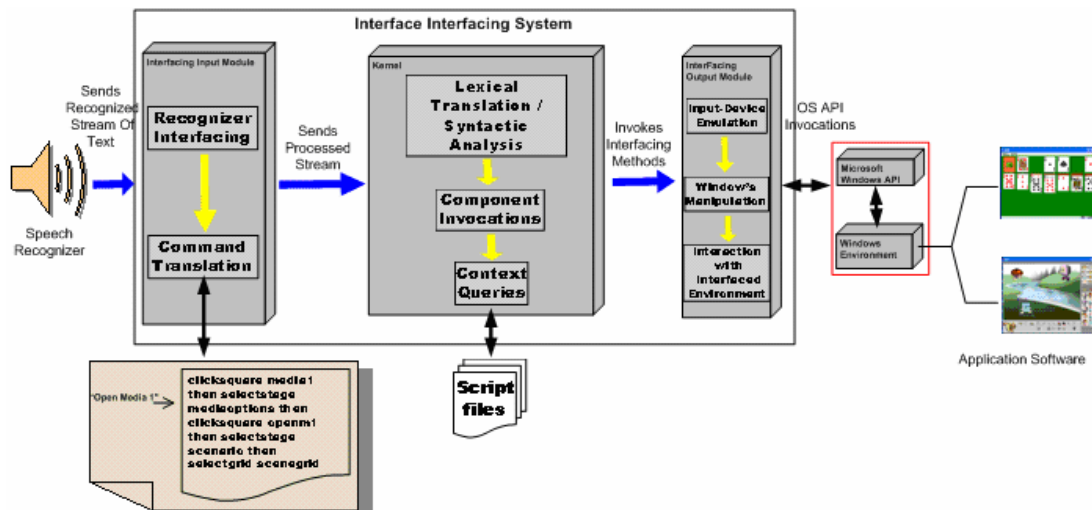 Interface Interfacing System
Sends
Recognized
Stream Of
Text
Speech
Recognizer
Interfacing Input Module
Recognizer
Interfacing
Command
Translation
Sends
Processed
Stream
Kernel
Lexical
Translation /
Syntactic
Analysis
Component
Invocations
Context
Queries
Invokes
Interfacing
Methods
InterFacing
Output Module
Input-Device
Emulation
Window's
Manipulation
Interaction
with
Interfaced
Environment
OS API
Invocations
Microsoft
Windows API
Windows
Environment
Application Software
"Open Media 1"
clicksquare media1
then selectstage
mediaoptions then
clicksquare openm1
then selectstage
scenario then
selectgrid scenegrid
Script
files